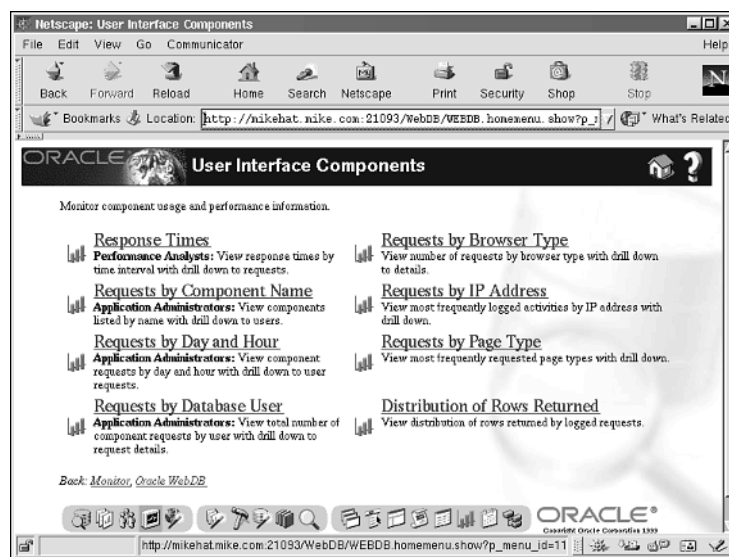 Netscape: User Interface Components
File Edit View Go Communicator Help
Back Forward Reload Home Search Netscape Print Security Shop Stop
N
Bookmarks Location: http://mikehat.mike.com:21093/WebDB/WEBDB.homemenu.show?p_ What's Related
ORACLE User Interface Components
Monitor component usage and performance information.
Response Times
Performance Analysts: View response times by
time interval with drill down to requests.
Requests by Component Name
Application Administrators: View components
listed by name with drill down to users.
Requests by Day and Hour
Application Administrators: View component
requests by day and hour with drill down to user
requests.
Requests by Database User
Application Administrators: View total number of
component requests by user with drill down to
request details.
Requests by Browser Type
View number of requests by browser type with drill down
to details.
Requests by IP Address
View most frequently logged activities by IP address with
drill down.
Requests by Page Type
View most frequently requested page types with drill down.
Distribution of Rows Returned
View distribution of rows returned by logged requests.
Back: Monitor, Oracle WebDB
ORACLE®
Copyright Oracle Corporation 1999
http://mikehat.mike.com:21093/WebDB/WEBDB.homemenu.show?p_menu_id=11